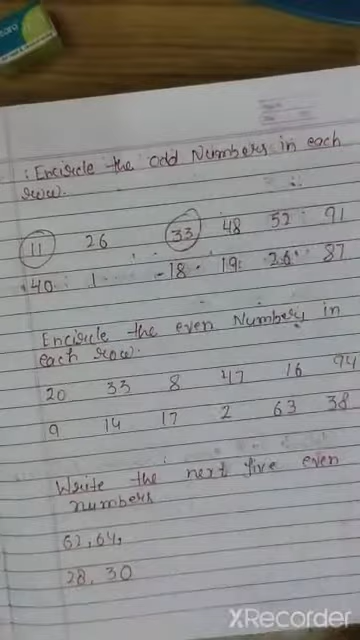 Encircle the odd Numbers in each
row.
11 26 33 48 52 91
40 1 18 19 26 87
Encircle the even Numbers in
each row.
20 33 8 47 16 94
9 14 17 2 63 38
Write the next five even
numbers
62, 64,
28, 30
XRecorder